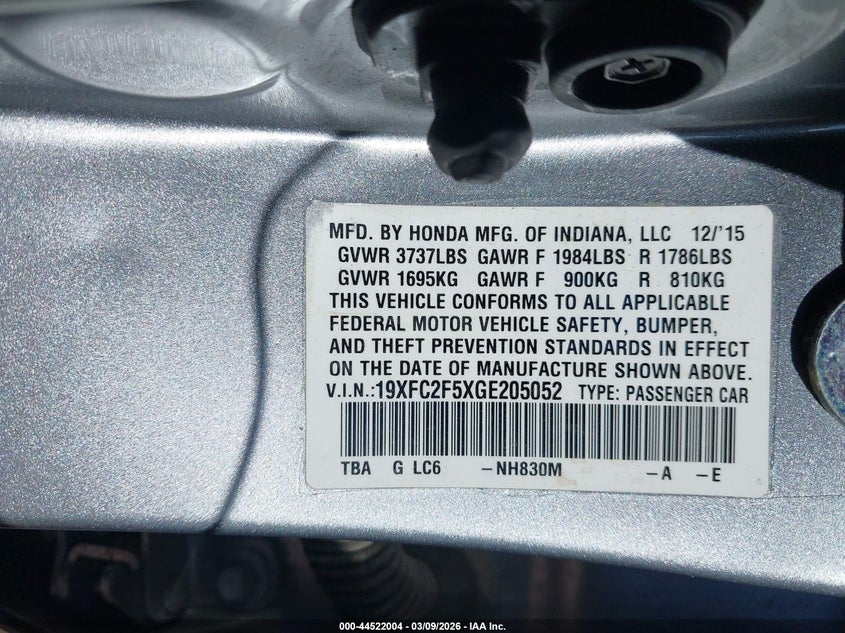 MFD. BY HONDA MFG. OF INDIANA, LLC 12/'15
GVWR 3737LBS GAWR F 1984LBS R 1786LBS
GVWR 1695KG GAWR F 900KG R 810KG
THIS VEHICLE CONFORMS TO ALL APPLICABLE
FEDERAL MOTOR VEHICLE SAFETY, BUMPER,
AND THEFT PREVENTION STANDARDS IN EFFECT
ON THE DATE OF MANUFACTURE SHOWN ABOVE.
V.I.N.:19XFC2F5XGE205052 TYPE: PASSENGER CAR
TBA G LC6 -NH830M -A -E
000-44522004 - 03/09/2026 - IAA Inc.